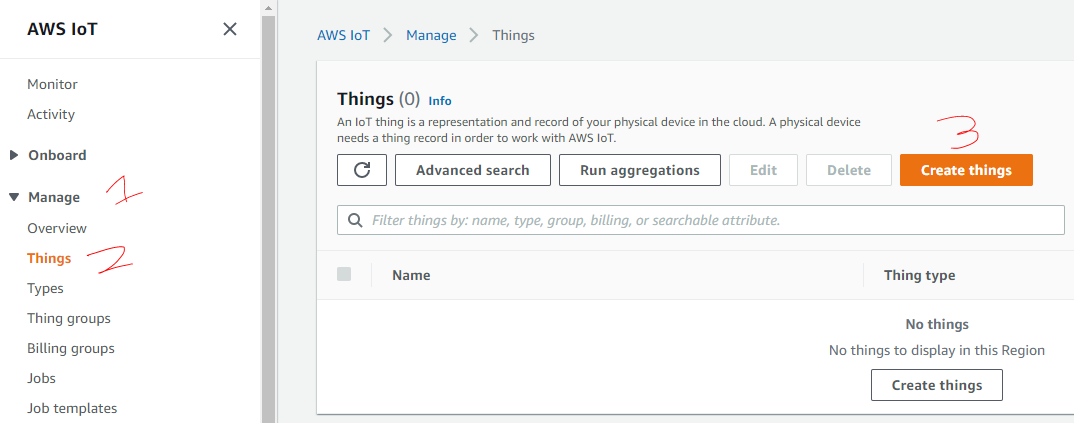 AWS IoT
Monitor
Activity
Onboard
Manage 1
Overview
Things 2
Types
Thing groups
Billing groups
Jobs
Job templates
AWS IoT > Manage > Things
Things (0) Info
An IoT thing is a representation and record of your physical device in the cloud. A physical device
needs a thing record in order to work with AWS IoT.
3
Advanced search Run aggregations Edit Delete Create things
Filter things by: name, type, group, billing, or searchable attribute.
Name Thing type
No things
No things to display in this Region
Create things